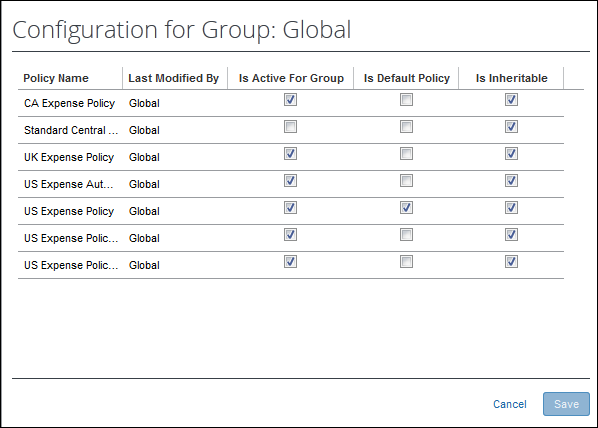 Configuration for Group: Global
Policy Name Last Modified By Is Active For Group Is Default Policy Is Inheritable
CA Expense Policy Global
Standard Central ... Global
UK Expense Policy Global
US Expense Aut... Global
US Expense Policy Global
US Expense Polic... Global
US Expense Polic... Global
Cancel Save